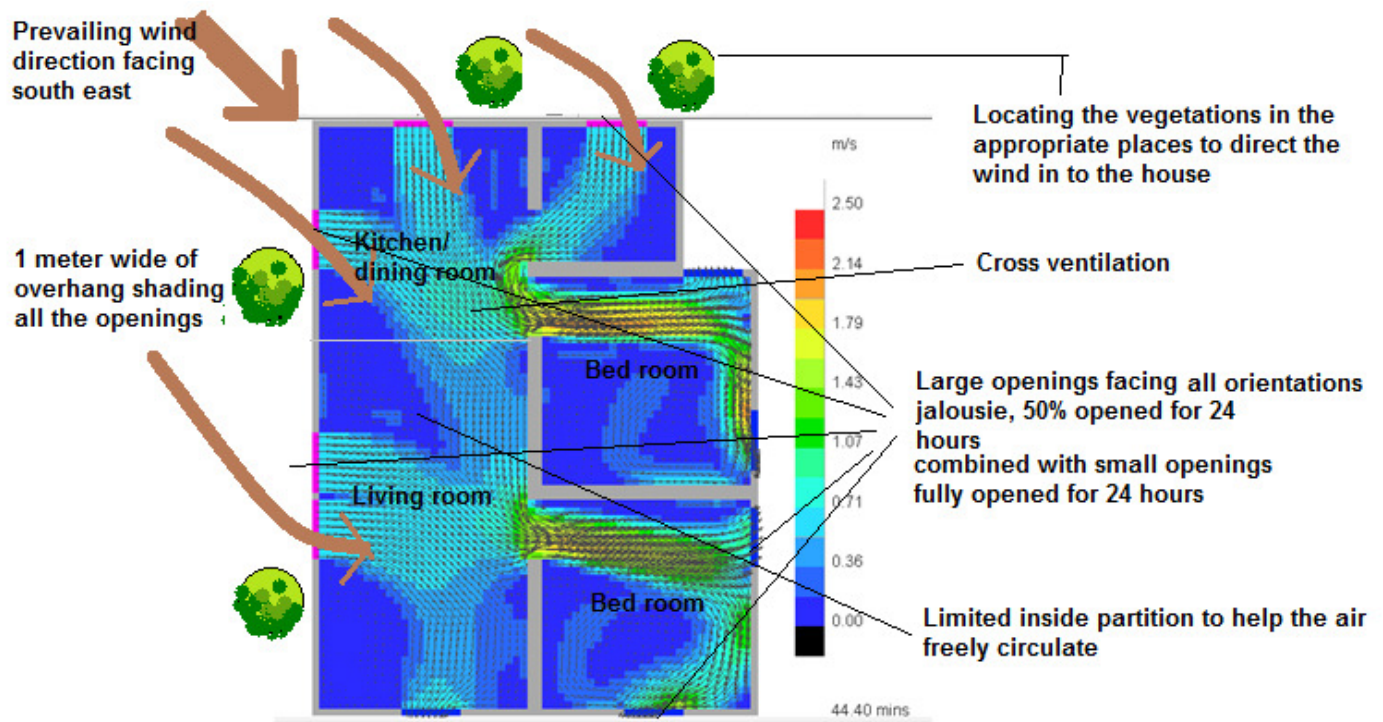 Prevailing wind
direction facing
south east
Locating the vegetations in the
appropriate places to direct the
wind in to the house
1 meter wide of
overhang shading
all the openings
Kitchen/
dining room
Cross ventilation
Bed room
Large openings facing all orientations
jalousie, 50% opened for 24
hours
combined with small openings
fully opened for 24 hours
Living room
Bed room
Limited inside partition to help the air
freely circulate
m/s
2.50
2.14
1.79
1.43
1.07
0.71
0.36
0.00
44.40 mins